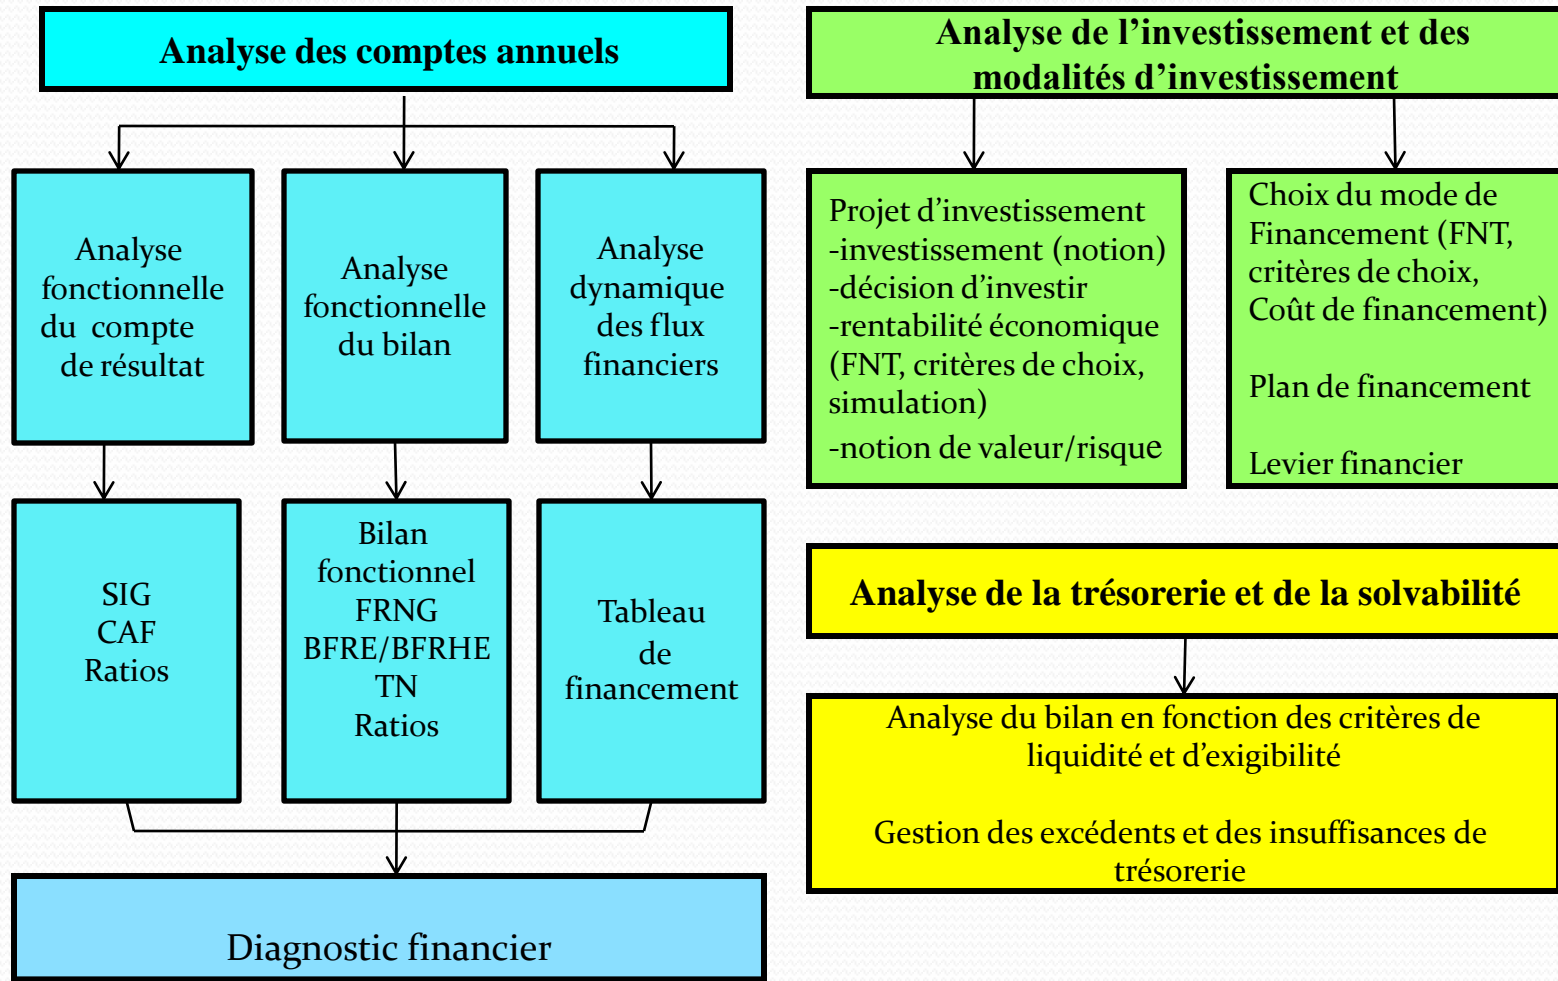 Analyse des comptes annuels
Analyse
fonctionnelle
du compte
de résultat
Analyse
fonctionnelle
du bilan
Analyse
dynamique
des flux
financiers
SIG
CAF
Ratios
Bilan
fonctionnel
FRNG
BFRE/BFRHE
TN
Ratios
Tableau
de
financement
Diagnostic financier
Analyse de l’investissement et des
modalités d’investissement
Projet d’investissement
-investissement (notion)
-décision d’investir
-rentabilité économique
(FNT, critères de choix,
simulation)
-notion de valeur/risque
Choix du mode de
Financement (FNT,
critères de choix,
Coût de financement)
Plan de financement
Levier financier
Analyse de la trésorerie et de la solvabilité
Analyse du bilan en fonction des critères de
liquidité et d’exigibilité
Gestion des excédents et des insuffisances de
trésorerie